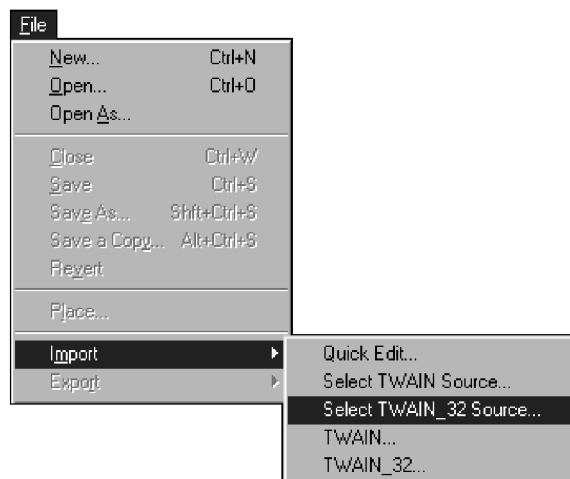 File
New... Ctrl+N
Open... Ctrl+O
Open As...
Close Ctrl+W
Save Ctrl+S
Save As... Shft+Ctrl+S
Save a Copy... Alt+Ctrl+S
Revert
Place...
Import
Export
Quick Edit...
Select TWAIN Source...
Select TWAIN_32 Source...
TWAIN...
TWAIN_32...